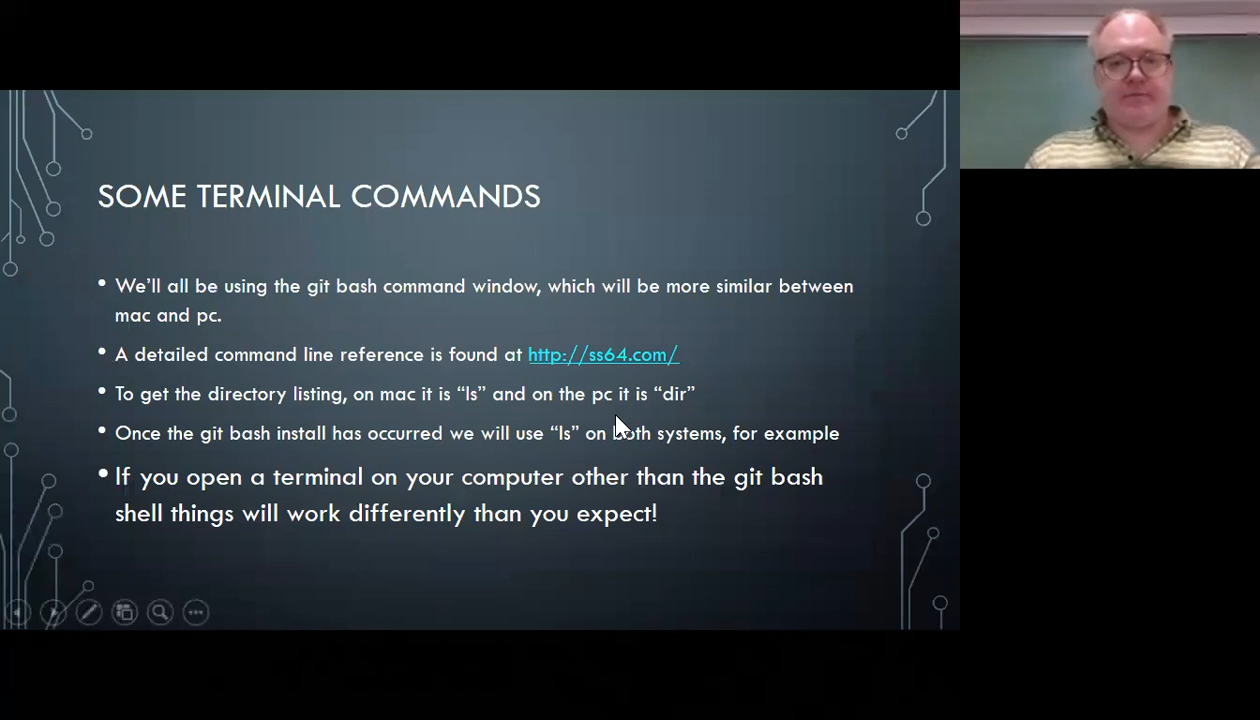 SOME TERMINAL COMMANDS
• We'll all be using the git bash command window, which will be more similar between
mac and pc.
• A detailed command line reference is found at http://ss64.com/
• To get the directory listing, on mac it is “ls” and on the pc it is “dir”
• Once the git bash install has occurred we will use “ls” on both systems, for example
• If you open a terminal on your computer other than the git bash
shell things will work differently than you expect!